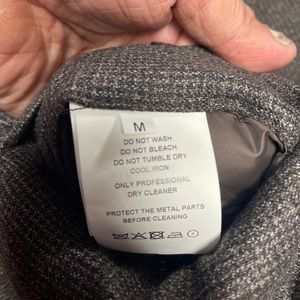 M
DO NOT WASH
DO NOT BLEACH
DO NOT TUMBLE DRY
COOL IRON
ONLY PROFESSIONAL
DRY CLEANER
PROTECT THE METAL PARTS
BEFORE CLEANING